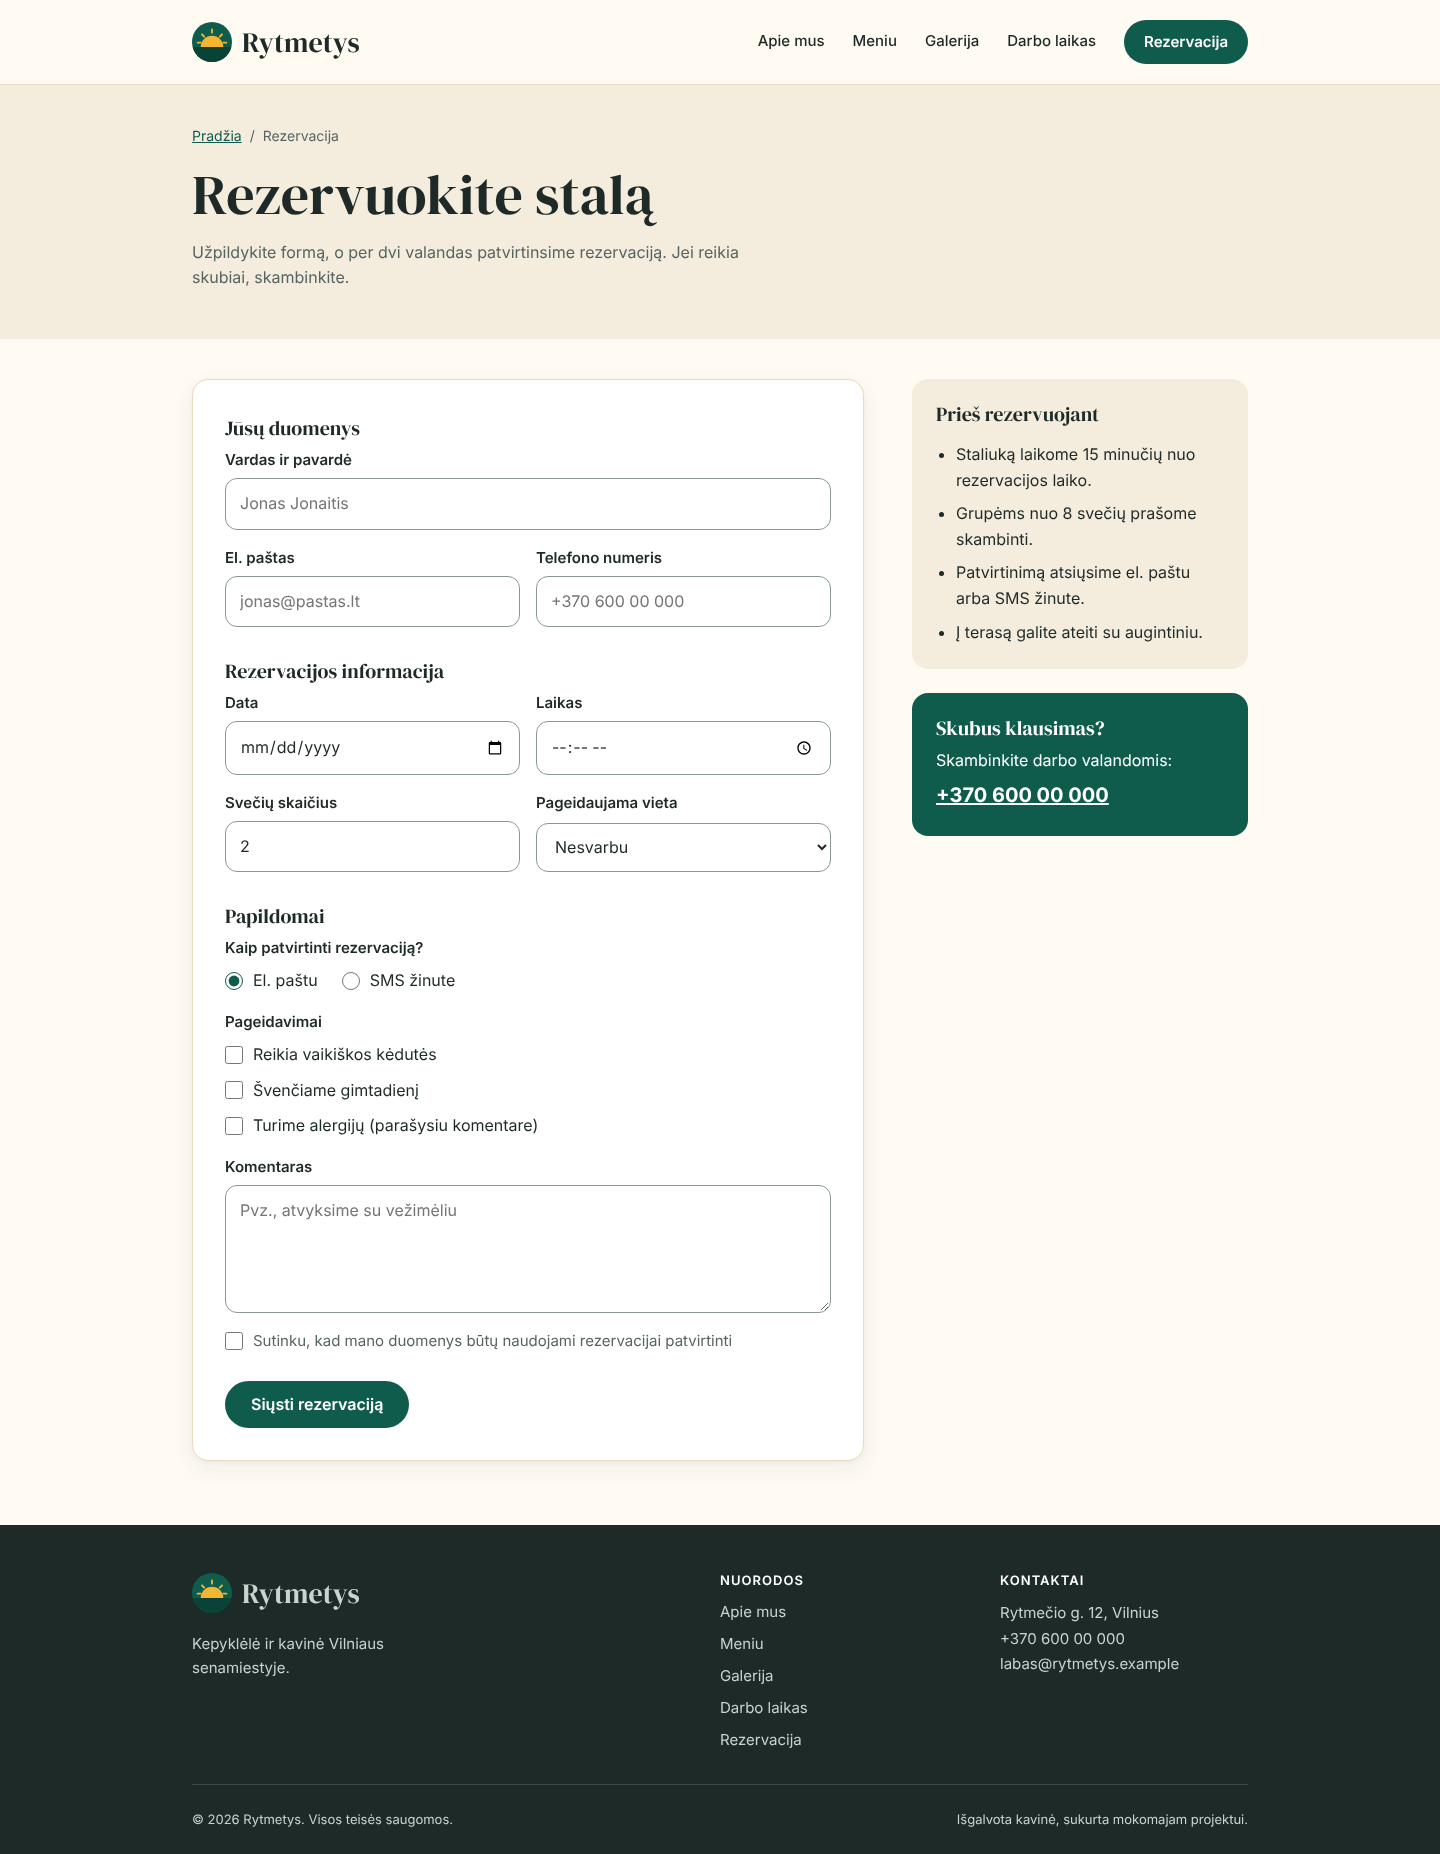 Rytmetys
Apie mus
Meniu
Galerija
Darbo laikas
Rezervacija
Pradžia / Rezervacija
Rezervuokite stalą
Užpildykite formą, o per dvi valandas patvirtinsime rezervaciją. Jei reikia
skubiai, skambinkite.
Jūsų duomenys
Vardas ir pavardė
Jonas Jonaitis
El. paštas
Telefono numeris
jonas@pastas.lt
+370 600 00 000
Rezervacijos informacija
Data
Laikas
mm/dd/yyyy
--:-- --
Svečių skaičius
Pageidaujama vieta
2
Nesvarbu
Papildomai
Kaip patvirtinti rezervaciją?
El. paštu
SMS žinute
Pageidavimai
Reikia vaikiškos kėdutės
Švenčiame gimtadienį
Turime alergijų (parašysiu komentare)
Komentaras
Pvz., atvyksime su vežimėliu
Sutinku, kad mano duomenys būtų naudojami rezervacijai patvirtinti
Siųsti rezervaciją
Prieš rezervuojant
Staliuką laikome 15 minučių nuo
rezervacijos laiko.
Grupėms nuo 8 svečių prašome
skambinti.
Patvirtinimą atsiųsime el. paštu
arba SMS žinute.
Į terasą galite ateiti su augintiniu.
Skubus klausimas?
Skambinkite darbo valandomis:
+370 600 00 000
Rytmetys
Kepyklėlė ir kavinė Vilniaus
senamiestyje.
NUORODOS
Apie mus
Meniu
Galerija
Darbo laikas
Rezervacija
KONTAKTAI
Rytmečio g. 12, Vilnius
+370 600 00 000
labas@rytmetys.example
© 2026 Rytmetys. Visos teisės saugomos.
Išgalvota kavinė, sukurta mokomajam projektui.